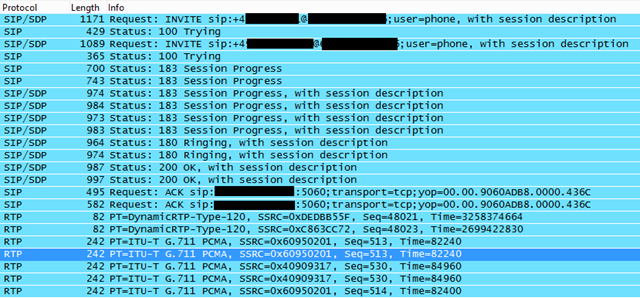 Protocol Length Info
SIP/SDP 1171 Request: INVITE sip:+4 1@ 5;user=phone, with session description
SIP 429 Status: 100 Trying
SIP/SDP 1089 Request: INVITE sip:+4 @ 6;user=phone, with session description
SIP 365 Status: 100 Trying
SIP 700 Status: 183 Session Progress
SIP 743 Status: 183 Session Progress
SIP/SDP 974 Status: 183 Session Progress, with session description
SIP/SDP 984 Status: 183 Session Progress, with session description
SIP/SDP 973 Status: 183 Session Progress, with session description
SIP/SDP 983 Status: 183 Session Progress, with session description
SIP/SDP 964 Status: 180 Ringing, with session description
SIP/SDP 974 Status: 180 Ringing, with session description
SIP/SDP 987 Status: 200 OK, with session description
SIP/SDP 997 Status: 200 OK, with session description
SIP 495 Request: ACK sip: :5060;transport=tcp;yop=00.00.9060ADB8.0000.436C
SIP 582 Request: ACK sip: :5060;transport=tcp;yop=00.00.9060ADB8.0000.436C
RTP 82 PT=DynamicRTP-Type-120, SSRC=0xDEDBB55F, Seq=48021, Time=3258374664
RTP 82 PT=DynamicRTP-Type-120, SSRC=0xC863CC72, Seq=48023, Time=2699422830
RTP 242 PT=ITU-T G.711 PCMA, SSRC=0x60950201, Seq=513, Time=82240
RTP 242 PT=ITU-T G.711 PCMA, SSRC=0x60950201, Seq=513, Time=82240
RTP 242 PT=ITU-T G.711 PCMA, SSRC=0x40909317, Seq=530, Time=84960
RTP 242 PT=ITU-T G.711 PCMA, SSRC=0x40909317, Seq=530, Time=84960
RTP 242 PT=ITU-T G.711 PCMA, SSRC=0x60950201, Seq=514, Time=82400